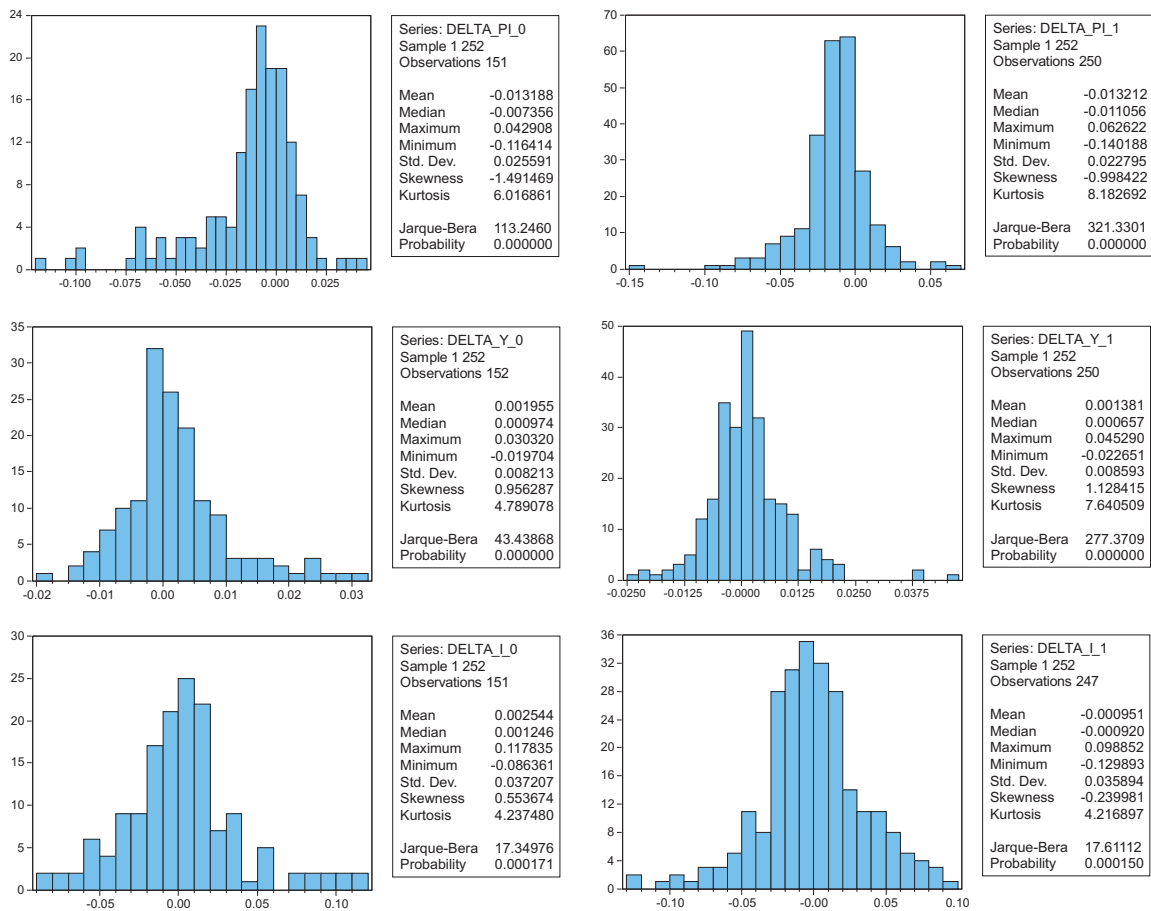 24
20
16
12
8
4
0
-0.100
-0.075
-0.050
-0.025
0.000
0.025
Series: DELTA_PI_0
Sample 1 252
Observations 151
Mean -0.013188
Median -0.007356
Maximum 0.042908
Minimum -0.116414
Std. Dev. 0.025591
Skewness -1.491469
Kurtosis 6.016861
Jarque-Bera 113.2460
Probability 0.000000
70
60
50
40
30
20
10
0
-0.15
-0.10
-0.05
0.00
0.05
Series: DELTA_PI_1
Sample 1 252
Observations 250
Mean -0.013212
Median -0.011056
Maximum 0.062622
Minimum -0.140188
Std. Dev. 0.022795
Skewness -0.998422
Kurtosis 8.182692
Jarque-Bera 321.3301
Probability 0.000000
35
30
25
20
15
10
5
0
-0.02
-0.01
0.00
0.01
0.02
0.03
Series: DELTA_Y_0
Sample 1 252
Observations 152
Mean 0.001955
Median 0.000974
Maximum 0.030320
Minimum -0.019704
Std. Dev. 0.008213
Skewness 0.956287
Kurtosis 4.789078
Jarque-Bera 43.43868
Probability 0.000000
50
40
30
20
10
0
-0.0250
-0.0125
-0.0000
0.0125
0.0250
0.0375
Series: DELTA_Y_1
Sample 1 252
Observations 250
Mean 0.001381
Median 0.000657
Maximum 0.045290
Minimum -0.022651
Std. Dev. 0.008593
Skewness 1.128415
Kurtosis 7.640509
Jarque-Bera 277.3709
Probability 0.000000
30
25
20
15
10
5
0
-0.05
0.00
0.05
0.10
Series: DELTA_I_0
Sample 1 252
Observations 151
Mean 0.002544
Median 0.001246
Maximum 0.117835
Minimum -0.086361
Std. Dev. 0.037207
Skewness 0.553674
Kurtosis 4.237480
Jarque-Bera 17.34976
Probability 0.000171
36
32
28
24
20
16
12
8
4
0
-0.10
-0.05
-0.00
0.05
0.10
Series: DELTA_I_1
Sample 1 252
Observations 247
Mean -0.000951
Median -0.000920
Maximum 0.098852
Minimum -0.129893
Std. Dev. 0.035894
Skewness -0.239981
Kurtosis 4.216897
Jarque-Bera 17.61112
Probability 0.000150